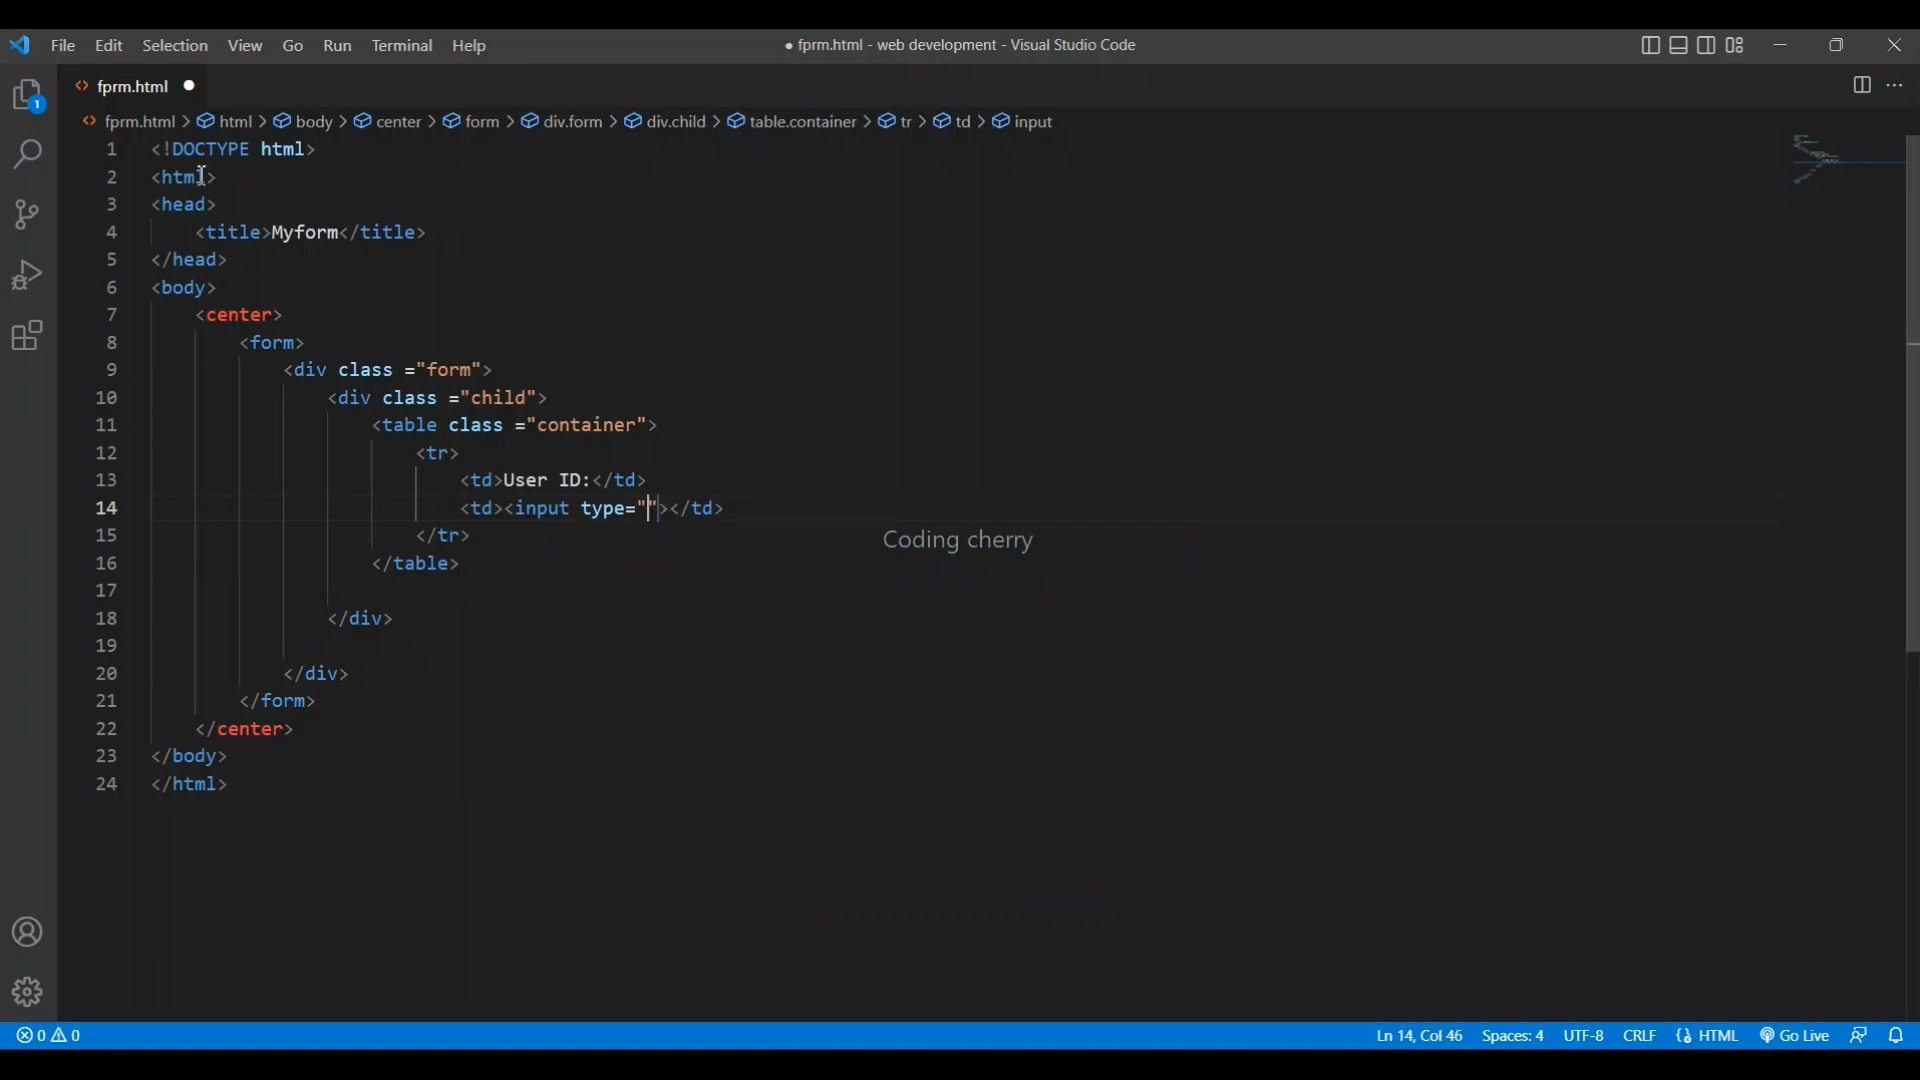 File Edit Selection View Go Run Terminal Help ● fprm.html - web development - Visual Studio Code
1
fprm.html ●
fprm.html > html > body > center > form > div.form > div.child > table.container > tr > td > input
1 <!DOCTYPE html>
2 <html>
3 <head>
4 <title>Myform</title>
5 </head>
6 <body>
7 <center>
8 <form>
9 <div class ="form">
10 <div class ="child">
11 <table class ="container">
12 <tr>
13 <td>User ID:</td>
14 <td><input type=""></td>
15 </tr>
Coding cherry
16 </table>
17
18 </div>
19
20 </div>
21 </form>
22 </center>
23 </body>
24 </html>
0 0 Ln 14, Col 46 Spaces: 4 UTF-8 CRLF {} HTML Go Live